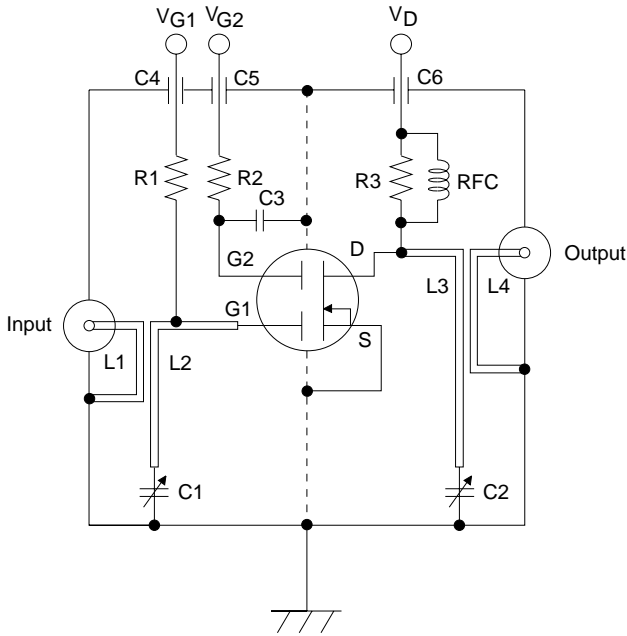 VG1 VG2 VD
C4 C5 C6
R1 R2 R3 RFC
C3
G2 D
Output
L3 L4
G1
Input
S
L1 L2
C1 C2